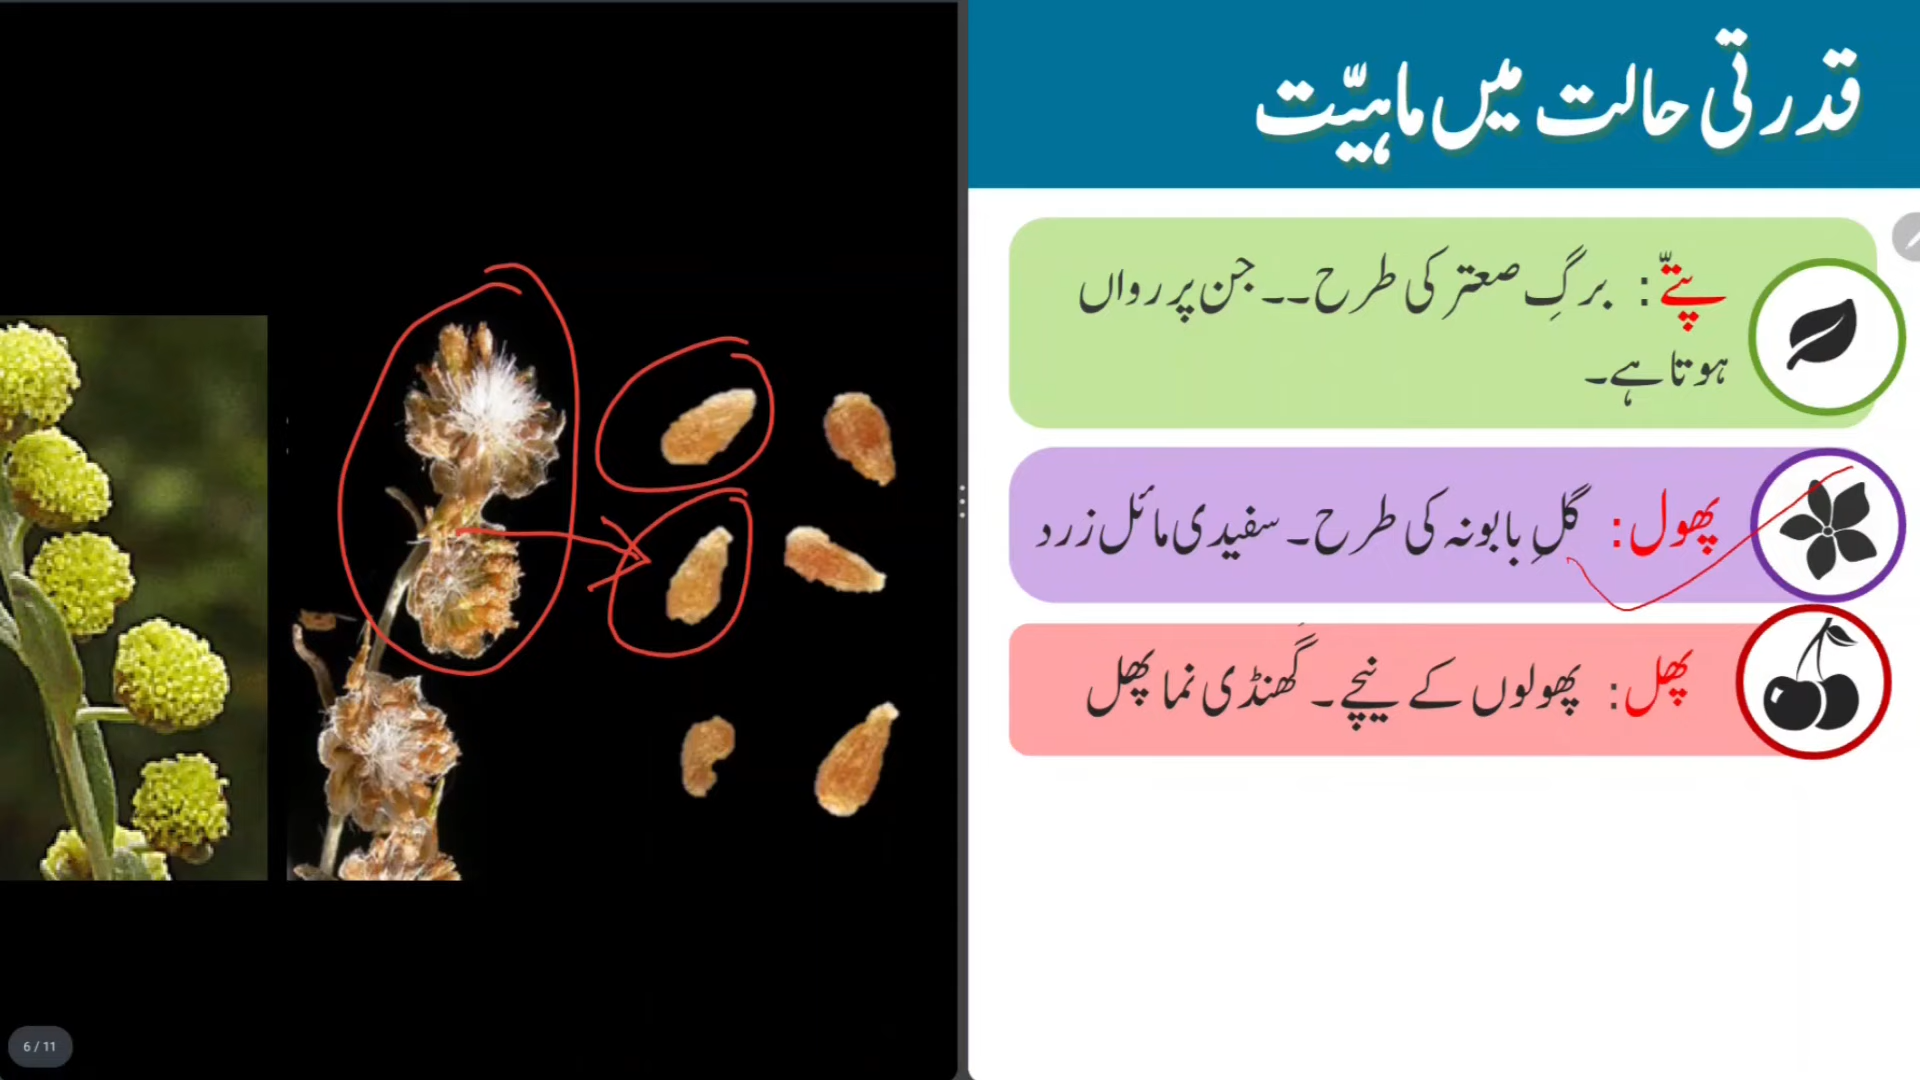 قدرتی حالت میں ماہیّت
پتّے: برگِ صعتر کی طرح۔۔ جن پر رواں
ہوتا ہے۔
پھول: گلِ بابونہ کی طرح۔ سفیدی مائل زرد
پھل: پھولوں کے نیچے۔ گھنڈی نما پھل
6 / 11